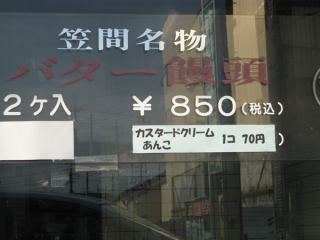 笠間名物
バター饅頭
2ケ入 ￥850(税込)
カスタードクリーム 1コ 70円 )
あんこ